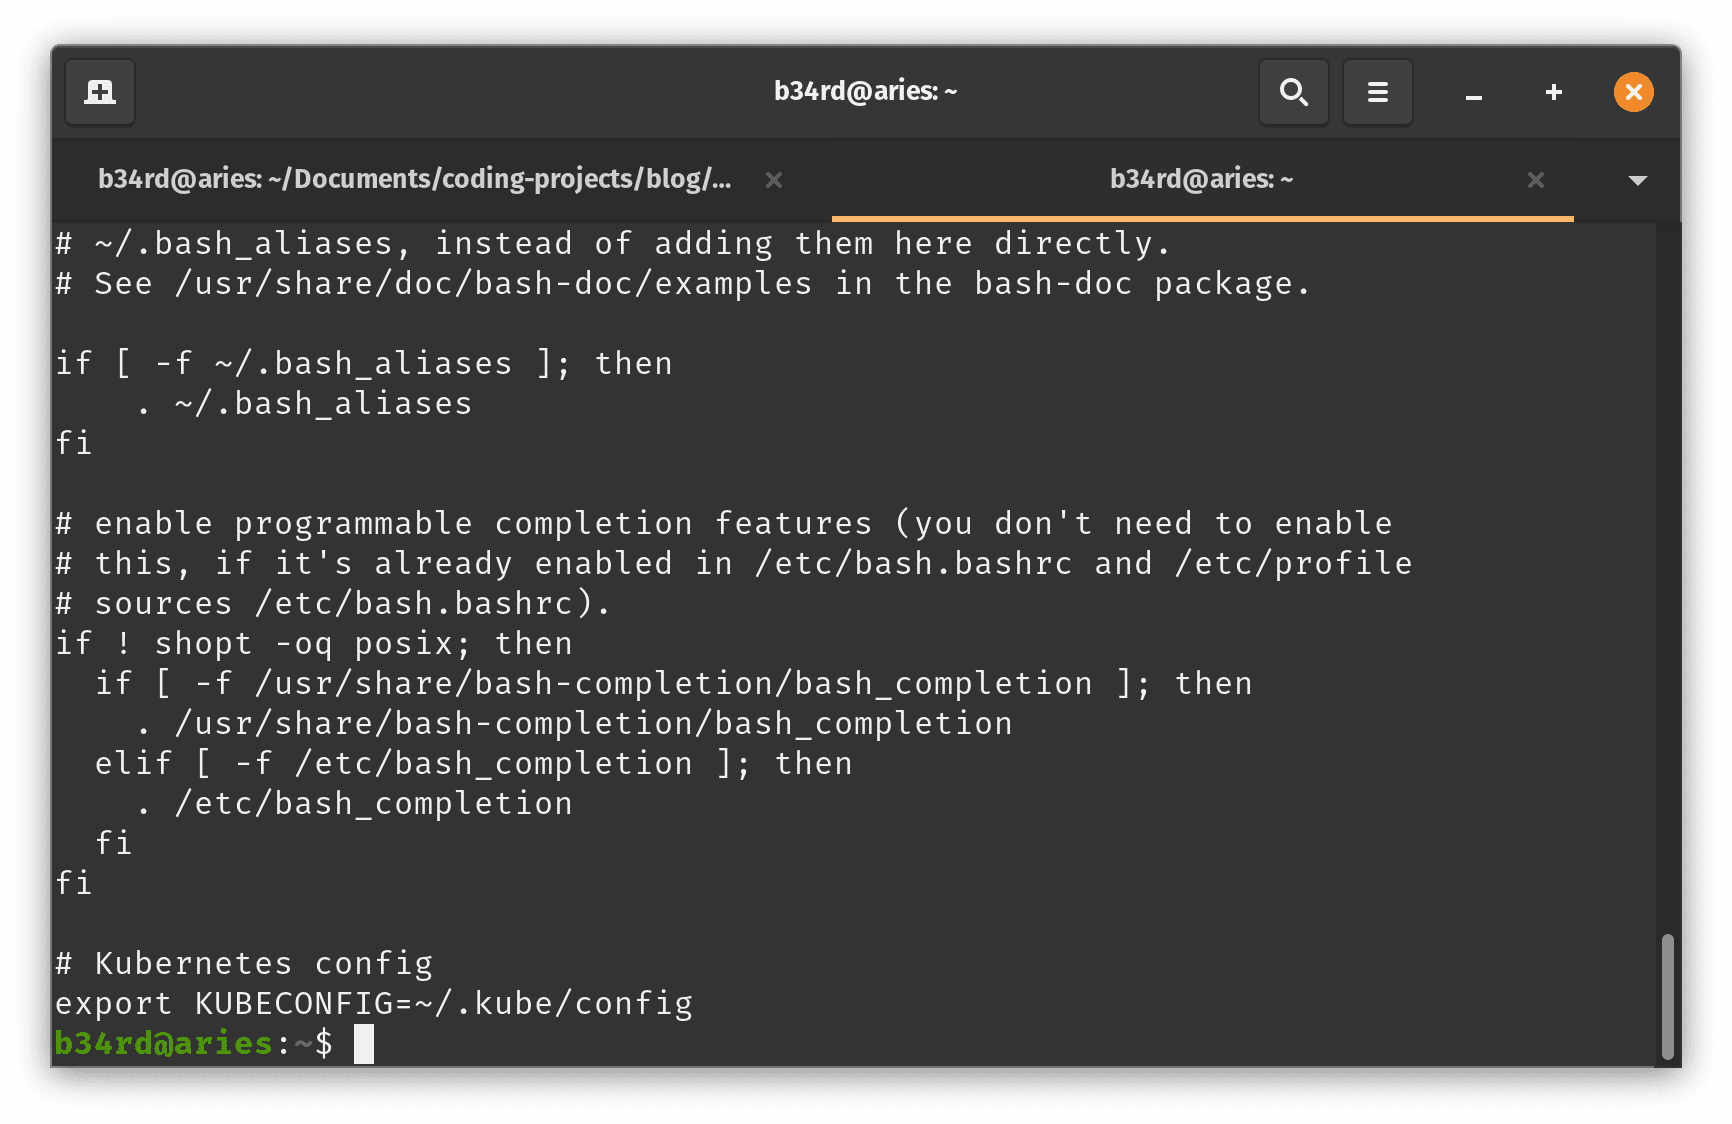 b34rd@aries: ~
b34rd@aries: ~/Documents/coding-projects/blog/...
b34rd@aries: ~
# ~/.bash_aliases, instead of adding them here directly.
# See /usr/share/doc/bash-doc/examples in the bash-doc package.

if [ -f ~/.bash_aliases ]; then
    . ~/.bash_aliases
fi

# enable programmable completion features (you don't need to enable
# this, if it's already enabled in /etc/bash.bashrc and /etc/profile
# sources /etc/bash.bashrc).
if ! shopt -oq posix; then
  if [ -f /usr/share/bash-completion/bash_completion ]; then
    . /usr/share/bash-completion/bash_completion
  elif [ -f /etc/bash_completion ]; then
    . /etc/bash_completion
  fi
fi

# Kubernetes config
export KUBECONFIG=~/.kube/config
b34rd@aries:~$